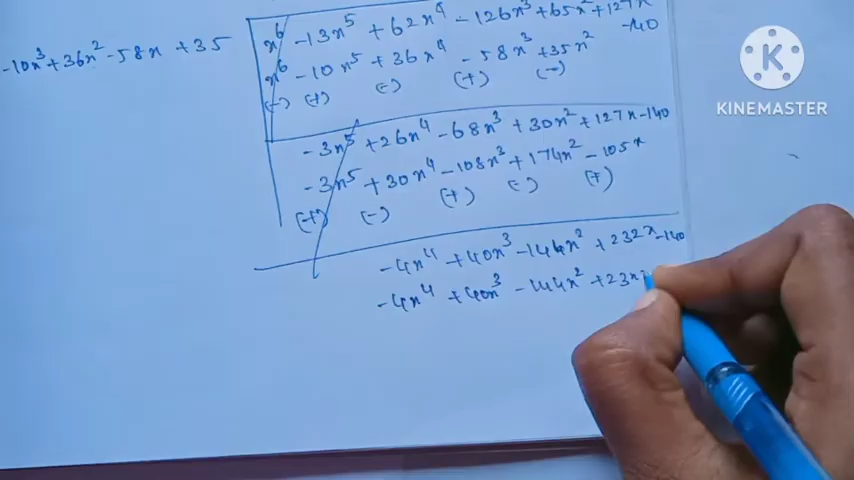 x⁶ -13x⁵ + 62x⁴ - 126x³ + 65x² + 127x
-140
-10x³ + 36x² - 58x + 35
x⁶ - 10x⁵ + 36x⁴ - 58x³ + 35x²
(-) (+) (-) (+) (-)
-3x⁵ + 26x⁴ - 68x³ + 30x² + 127x - 140
-3x⁵ + 30x⁴ - 108x³ + 174x² - 105x
(+) (-) (+) (-) (+)
-4x⁴ + 40x³ - 144x² + 232x - 140
-4x⁴ + 40x³ - 144x² + 23
K
KINEMASTER